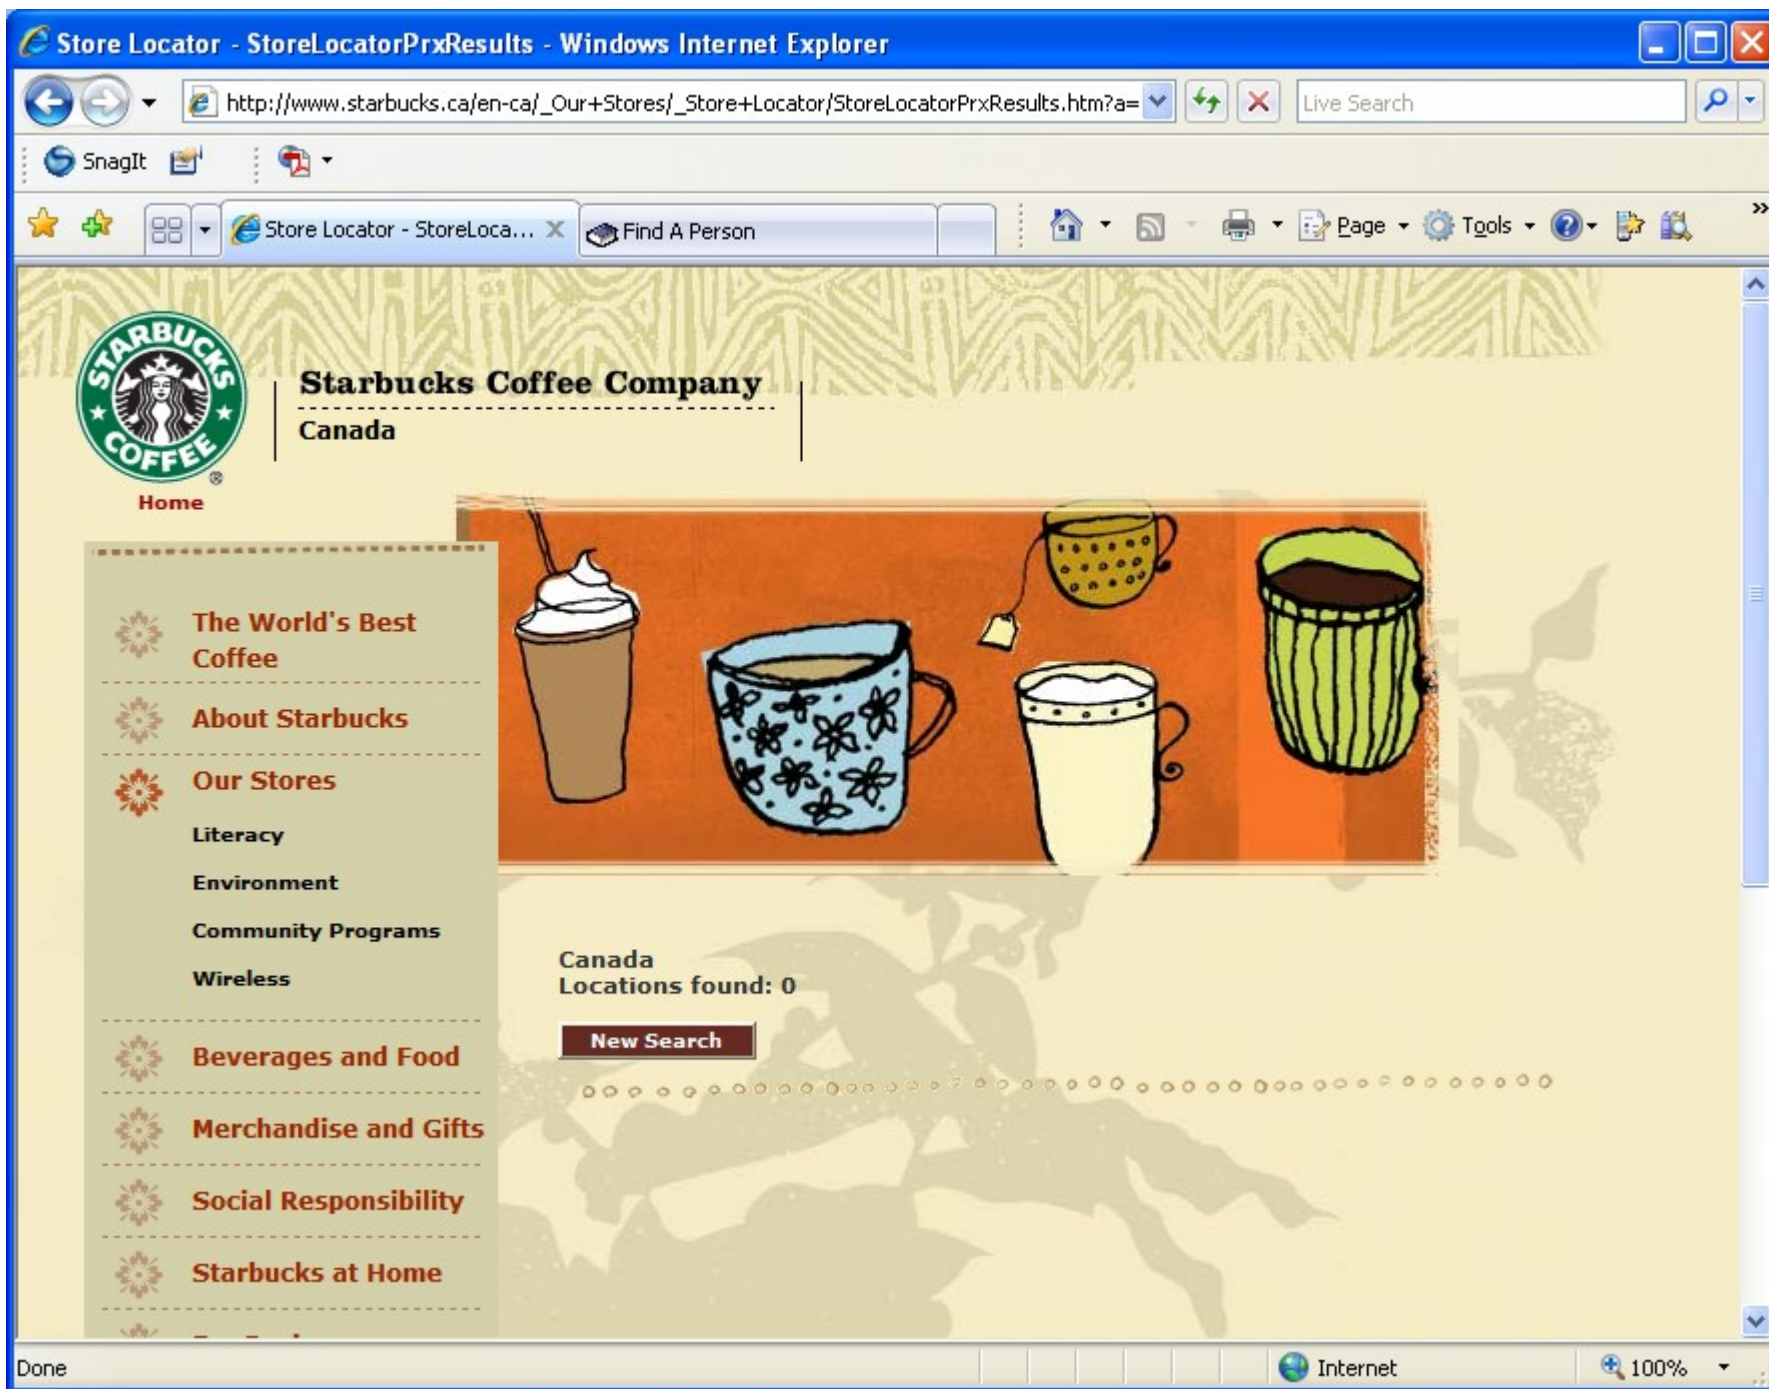 Store Locator - StoreLocatorPrxResults - Windows Internet Explorer
http://www.starbucks.ca/en-ca/_Our+Stores/_Store+Locator/StoreLocatorPrxResults.htm?a=
Live Search
SnagIt
Store Locator - StoreLoca...
Find A Person
Page
Tools
STARBUCKS
COFFEE
®
Starbucks Coffee Company
Canada
Home
The World's Best
Coffee
About Starbucks
Our Stores
Literacy
Environment
Community Programs
Wireless
Beverages and Food
Merchandise and Gifts
Social Responsibility
Starbucks at Home
Canada
Locations found: 0
New Search
Done
Internet
100%